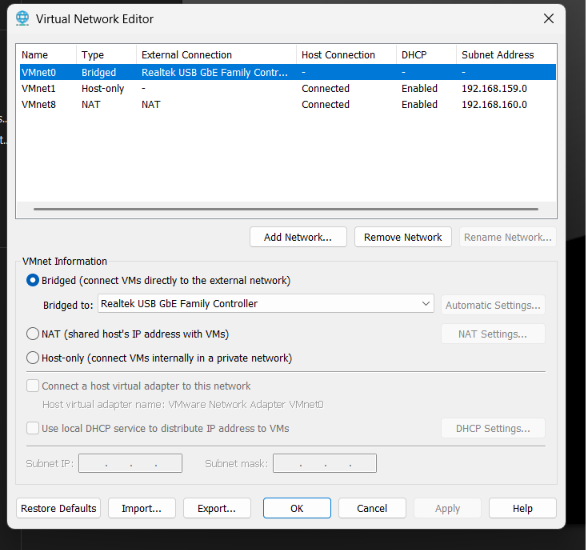 Virtual Network Editor
Name Type External Connection Host Connection DHCP Subnet Address
VMnet0 Bridged Realtek USB GbE Family Contr... - - -
VMnet1 Host-only - Connected Enabled 192.168.159.0
VMnet8 NAT NAT Connected Enabled 192.168.160.0
Add Network... Remove Network Rename Network...
VMnet Information
Bridged (connect VMs directly to the external network)
Bridged to: Realtek USB GbE Family Controller Automatic Settings...
NAT (shared host's IP address with VMs) NAT Settings...
Host-only (connect VMs internally in a private network)
Connect a host virtual adapter to this network
Host virtual adapter name: VMware Network Adapter VMnet0
Use local DHCP service to distribute IP address to VMs DHCP Settings...
Subnet IP: . . . Subnet mask: . . .
Restore Defaults Import... Export... OK Cancel Apply Help